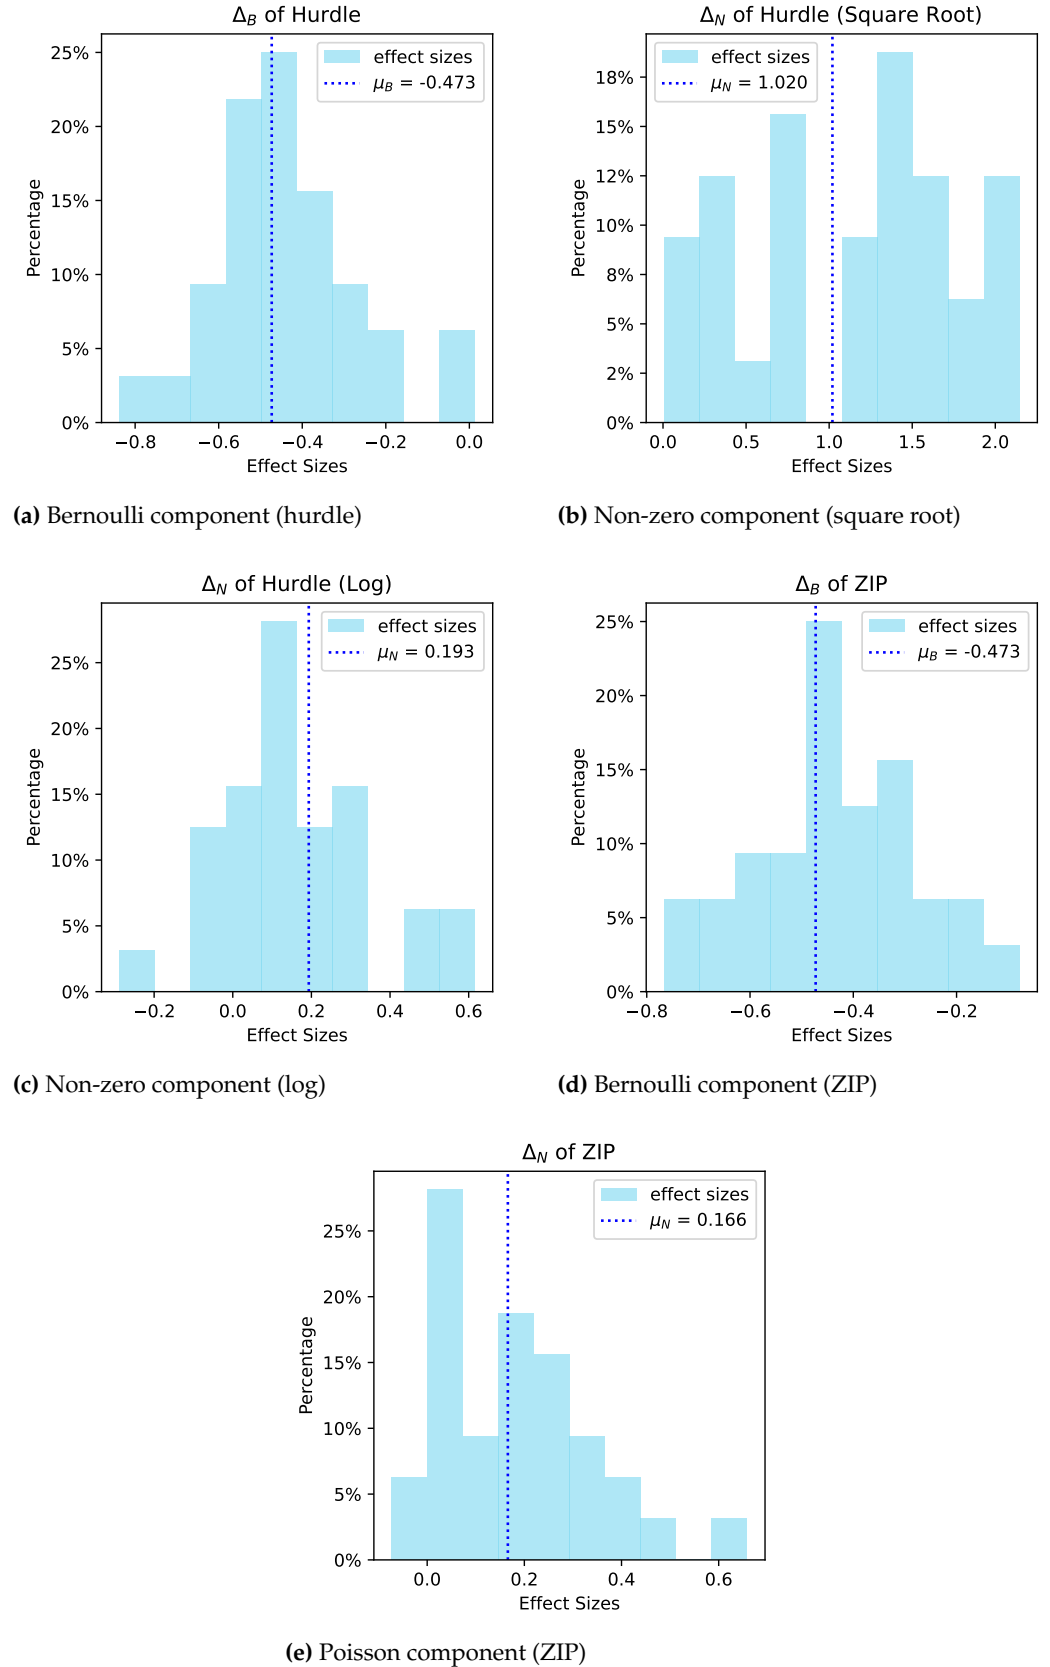 Δ_B of Hurdle
25%
20%
15%
10%
5%
0%
Percentage
effect sizes
μ_B = -0.473
−0.8 −0.6 −0.4 −0.2 0.0
Effect Sizes
(a) Bernoulli component (hurdle)
Δ_N of Hurdle (Square Root)
18%
15%
12%
10%
8%
5%
2%
0%
Percentage
effect sizes
μ_N = 1.020
0.0 0.5 1.0 1.5 2.0
Effect Sizes
(b) Non-zero component (square root)
Δ_N of Hurdle (Log)
25%
20%
15%
10%
5%
0%
Percentage
effect sizes
μ_N = 0.193
−0.2 0.0 0.2 0.4 0.6
Effect Sizes
(c) Non-zero component (log)
Δ_B of ZIP
25%
20%
15%
10%
5%
0%
Percentage
effect sizes
μ_B = -0.473
−0.8 −0.6 −0.4 −0.2
Effect Sizes
(d) Bernoulli component (ZIP)
Δ_N of ZIP
25%
20%
15%
10%
5%
0%
Percentage
effect sizes
μ_N = 0.166
0.0 0.2 0.4 0.6
Effect Sizes
(e) Poisson component (ZIP)